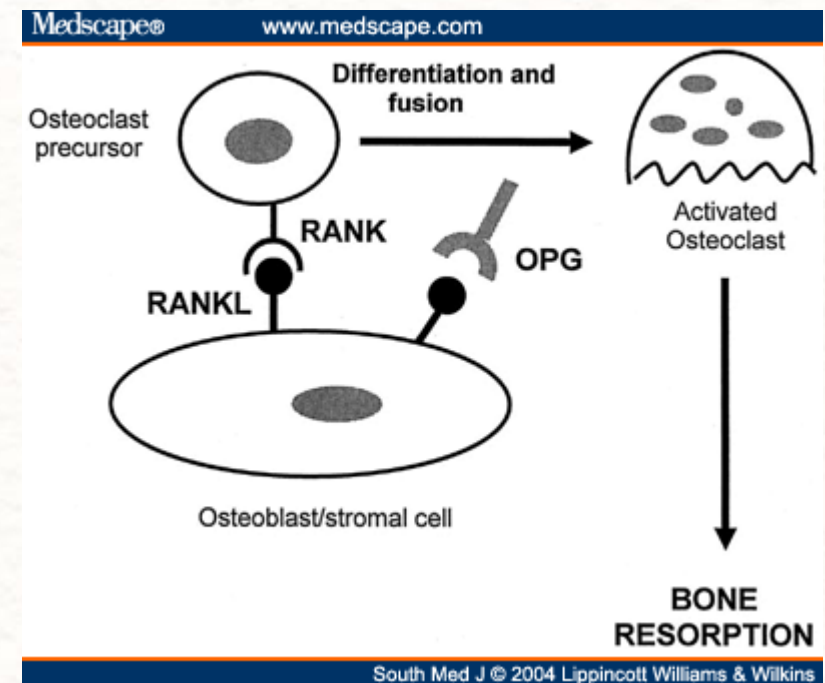 Medscape® www.medscape.com
Differentiation and
fusion
Osteoclast
precursor
RANK
OPG
RANKL
Activated
Osteoclast
Osteoblast/stromal cell
BONE
RESORPTION
South Med J © 2004 Lippincott Williams & Wilkins